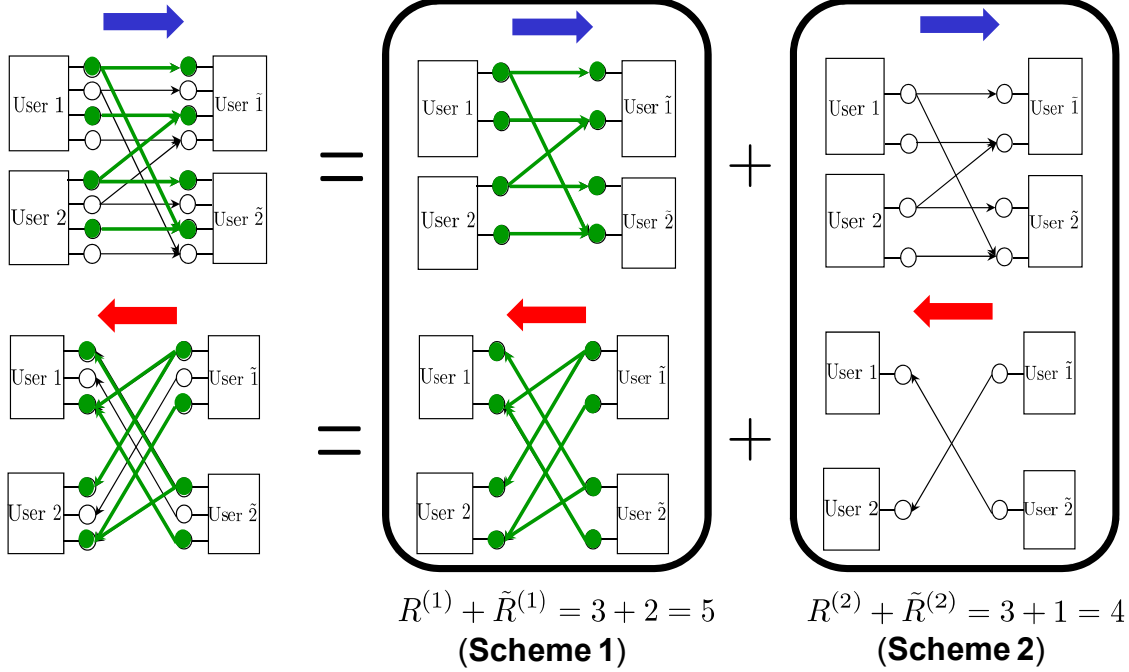 User 1
User 1̃
User 2
User 2̃
=
User 1
User 1̃
User 2
User 2̃
+
User 1
User 1̃
User 2
User 2̃
User 1
User 1̃
User 2
User 2̃
=
User 1
User 1̃
User 2
User 2̃
+
User 1
User 1̃
User 2
User 2̃
R⁽¹⁾ + R̃⁽¹⁾ = 3 + 2 = 5
(Scheme 1)
R⁽²⁾ + R̃⁽²⁾ = 3 + 1 = 4
(Scheme 2)